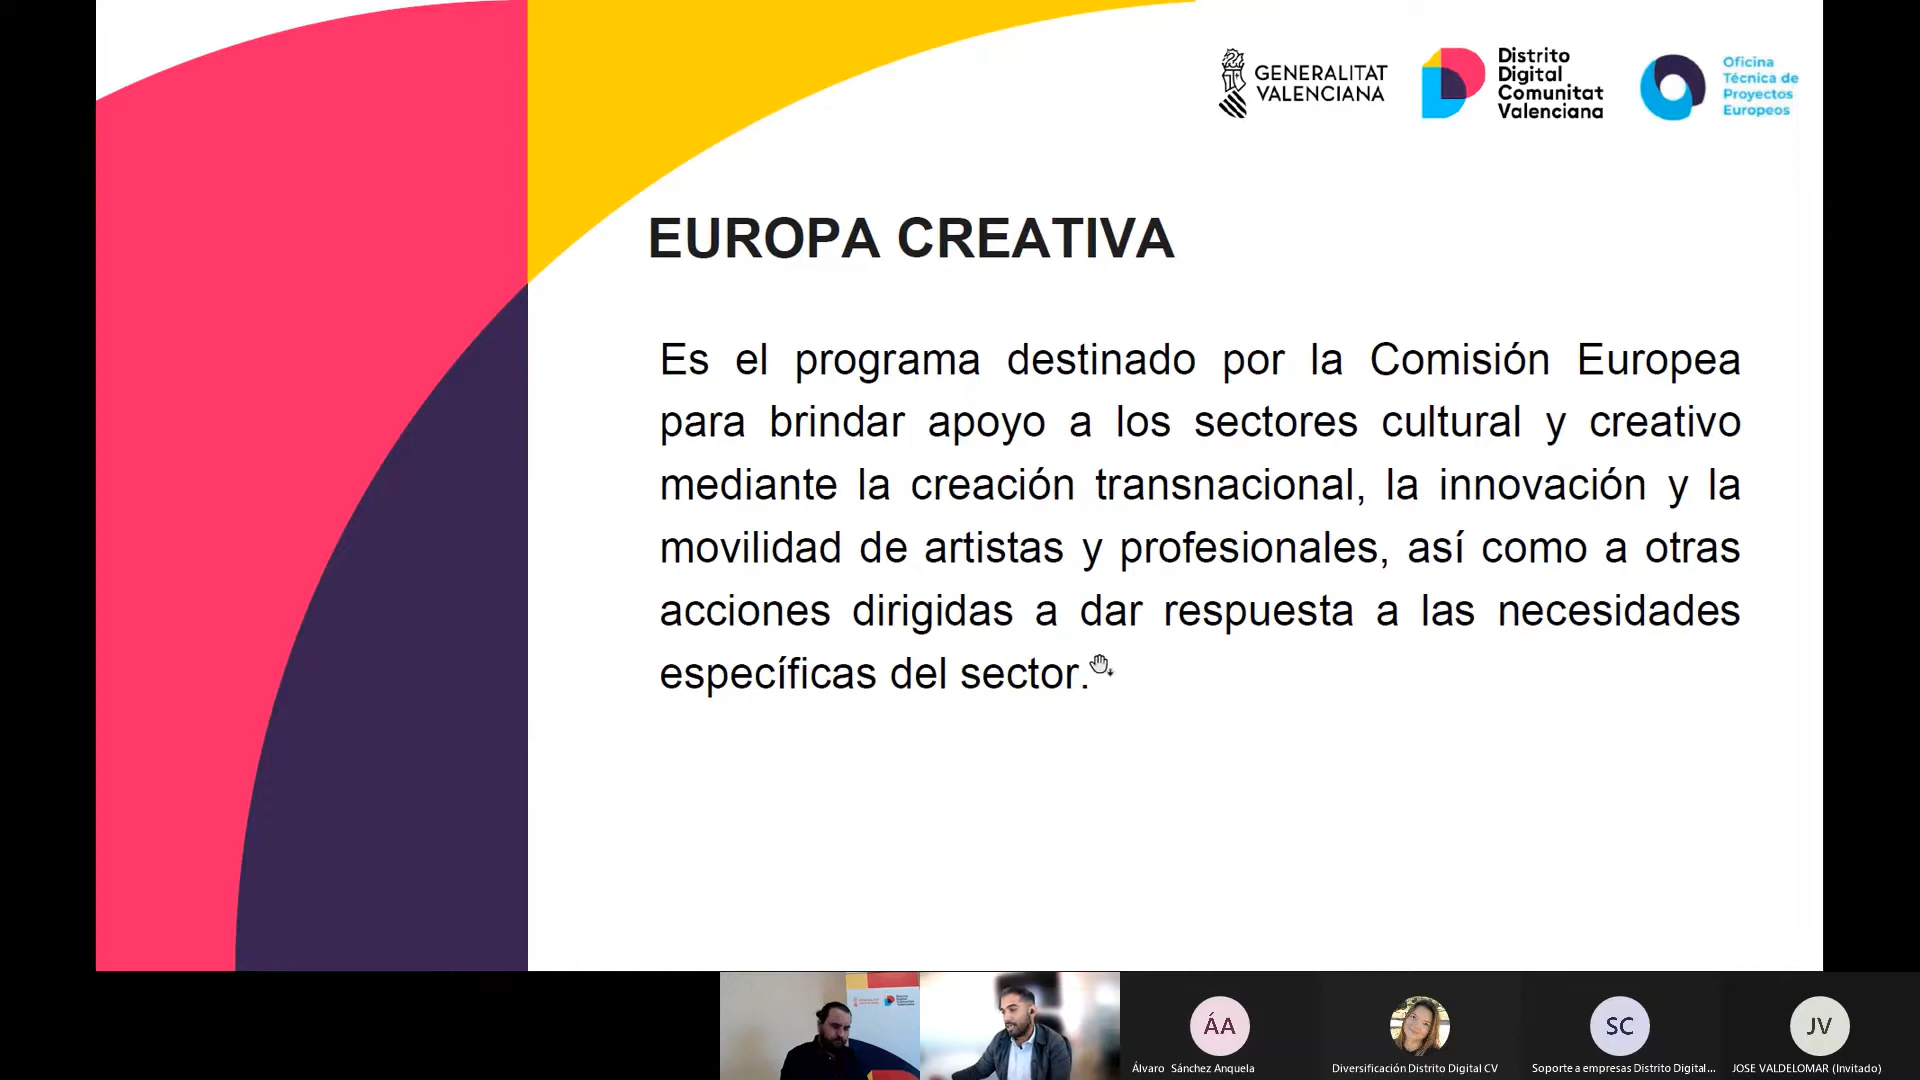 GENERALITAT
VALENCIANA
Distrito
Digital
Comunitat
Valenciana
Oficina
Técnica de
Proyectos
Europeos
EUROPA CREATIVA
Es el programa destinado por la Comisión Europea
para brindar apoyo a los sectores cultural y creativo
mediante la creación transnacional, la innovación y la
movilidad de artistas y profesionales, así como a otras
acciones dirigidas a dar respuesta a las necesidades
específicas del sector.
ÁA
SC
JV
Álvaro Sánchez Anquela
Diversificación Distrito Digital CV
Soporte a empresas Distrito Digital...
JOSE VALDELOMAR (Invitado)